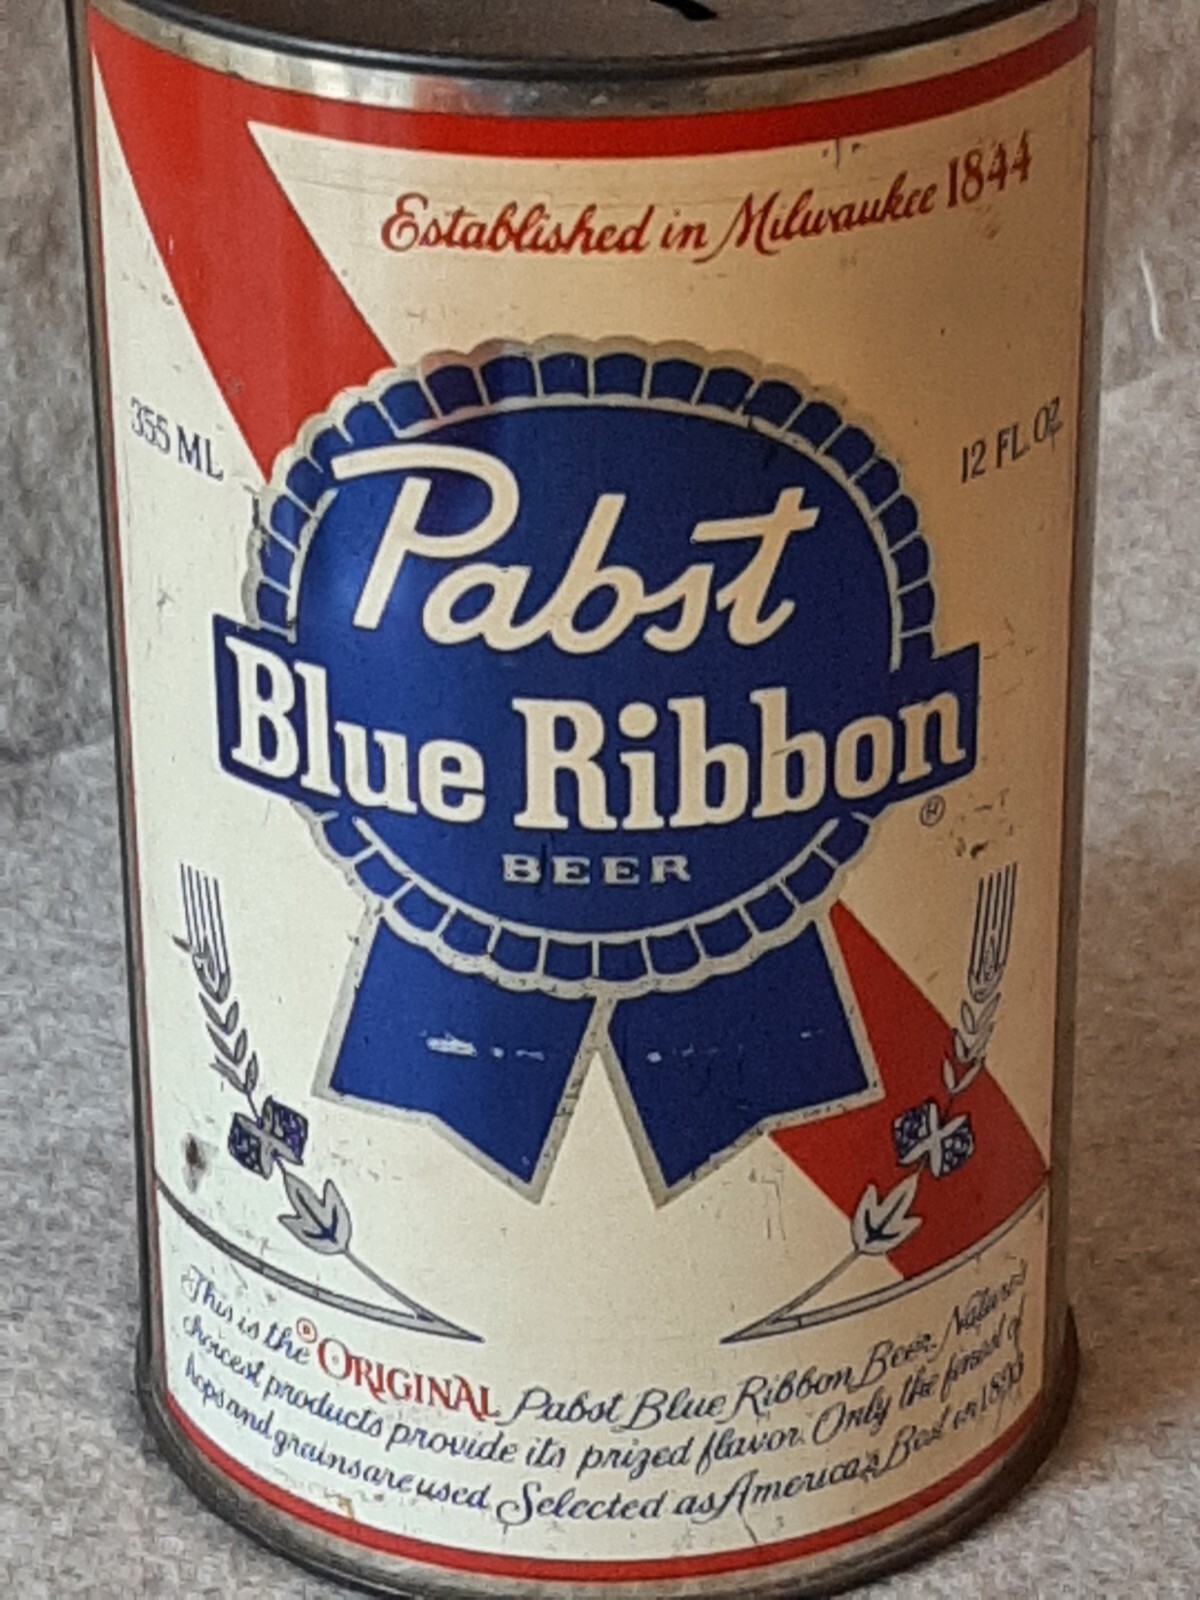 Established in Milwaukee 1844
355 ML
12 FL. OZ.
Pabst
Blue Ribbon
®
BEER
This is the ® ORIGINAL Pabst Blue Ribbon Beer. Nature's
choicest products provide its prized flavor. Only the finest of
hops and grains are used. Selected as America's Best in 1893